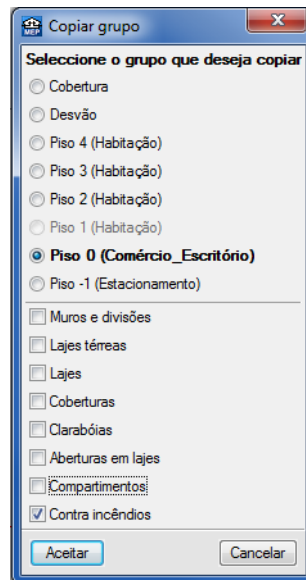 MEP Copiar grupo
Seleccione o grupo que deseja copiar
Cobertura
Desvão
Piso 4 (Habitação)
Piso 3 (Habitação)
Piso 2 (Habitação)
Piso 1 (Habitação)
Piso 0 (Comércio_Escritório)
Piso -1 (Estacionamento)
Muros e divisões
Lajes térreas
Lajes
Coberturas
Clarabóias
Aberturas em lajes
Compartimentos
Contra incêndios
Aceitar Cancelar